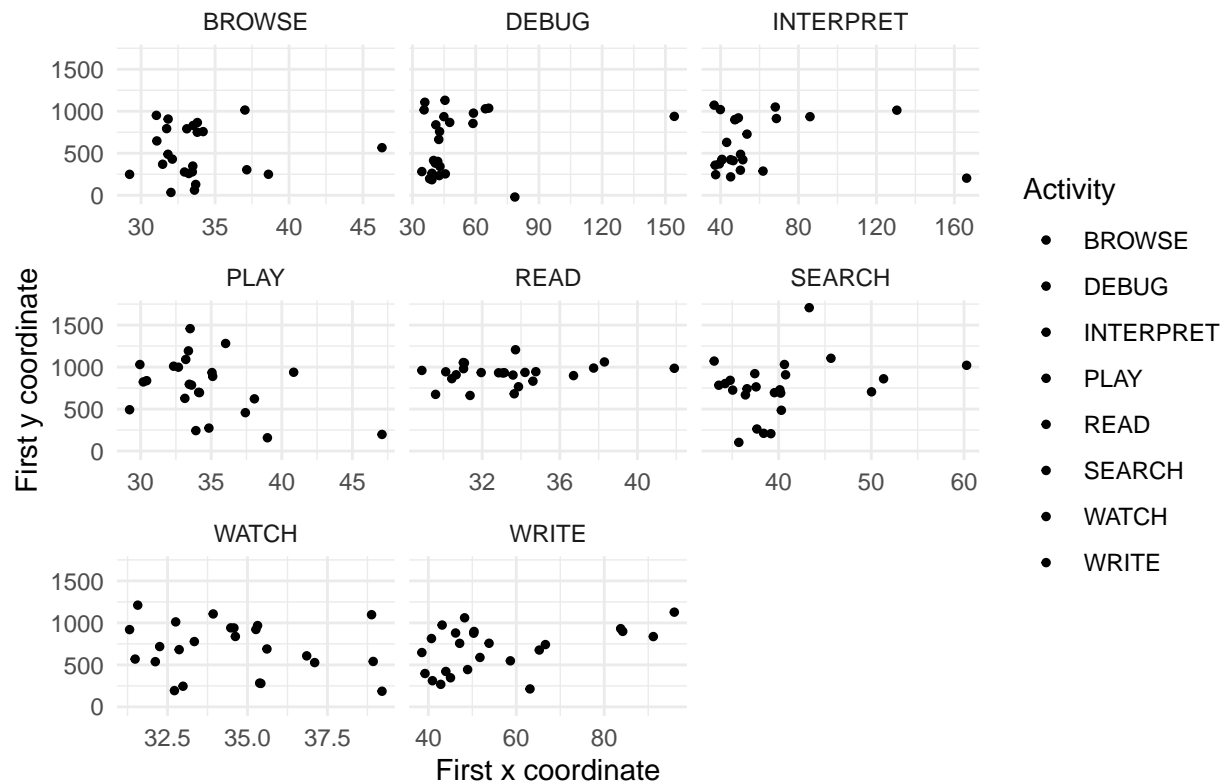 BROWSE DEBUG INTERPRET
1500
1000
500
0
30 35 40 45 30 60 90 120 150 40 80 120 160
PLAY READ SEARCH
1500
1000
500
0
30 35 40 45 32 36 40 40 50 60
WATCH WRITE
1500
1000
500
0
32.5 35.0 37.5 40 60 80
First x coordinate
First y coordinate
Activity
BROWSE
DEBUG
INTERPRET
PLAY
READ
SEARCH
WATCH
WRITE